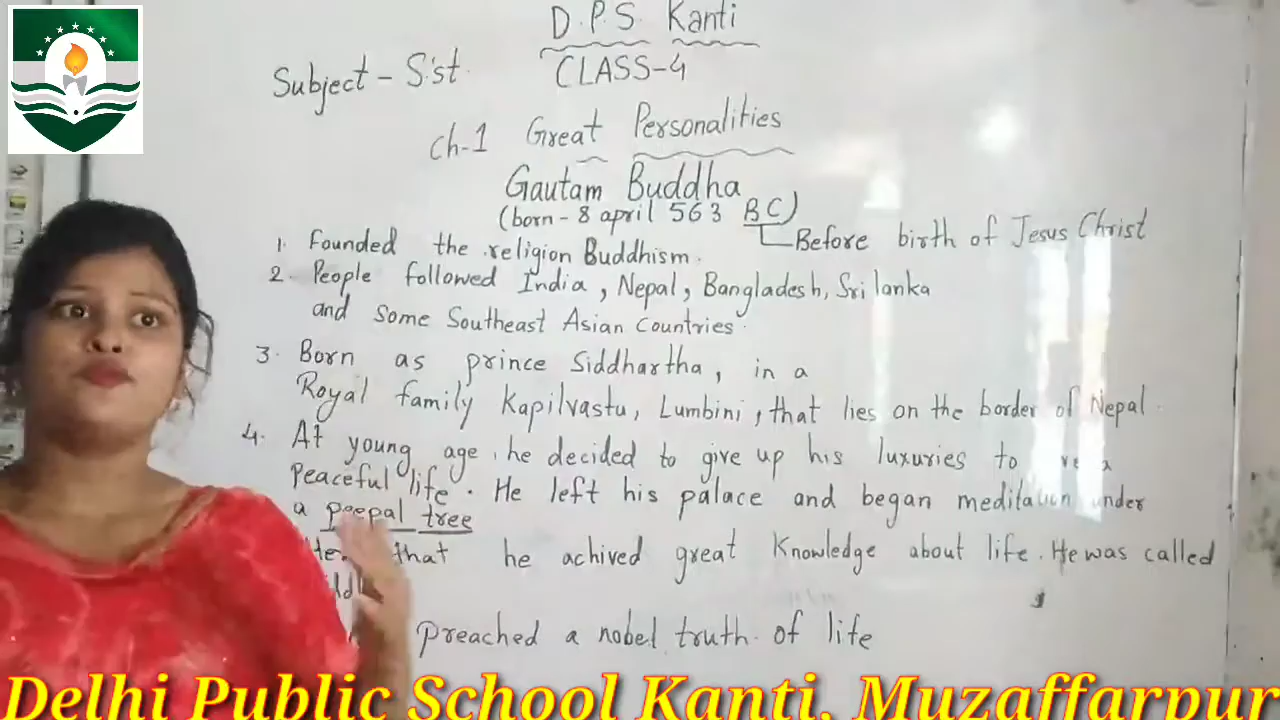 D.P.S. Kanti
Subject - S.st.
CLASS-4
Ch-1 Great Personalities
Gautam Buddha
(born - 8 april 563 BC)
Before birth of Jesus Christ
1. Founded the religion Buddhism.
2. People followed India, Nepal, Bangladesh, Sri lanka
and some Southeast Asian Countries.
3. Born as prince Siddhartha, in a
Royal family Kapilvastu, Lumbini, that lies on the border of Nepal.
4. At young age, he decided to give up his luxuries to a
Peaceful life. He left his palace and began meditation under
a peepal tree
that he achived great Knowledge about life. He was called
preached a nobel truth of life
Delhi Public School Kanti, Muzaffarpur